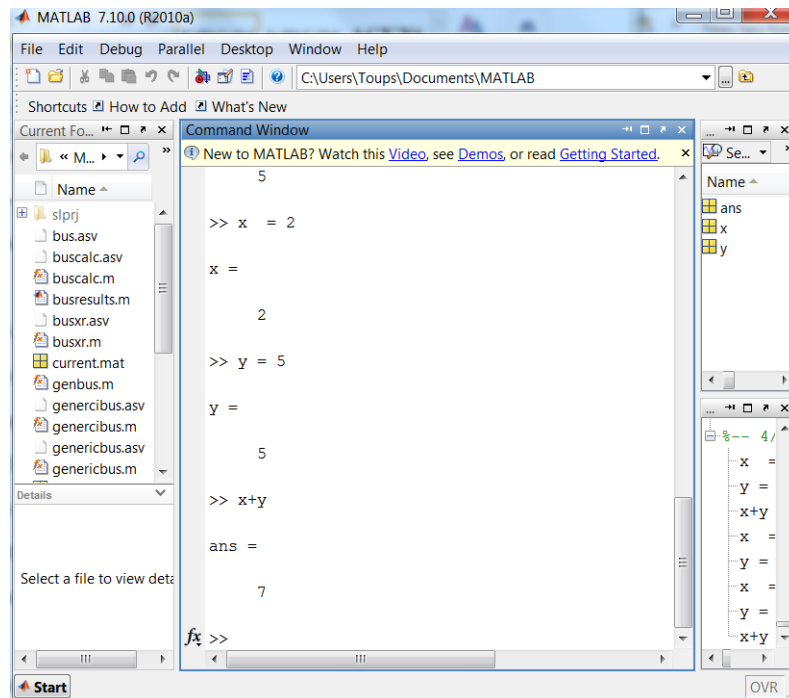 MATLAB 7.10.0 (R2010a)
File Edit Debug Parallel Desktop Window Help
C:\Users\Toups\Documents\MATLAB
Shortcuts How to Add What's New
Current Fo...
« M...
Name
slprj
bus.asv
buscalc.asv
buscalc.m
busresults.m
busxr.asv
busxr.m
current.mat
genbus.m
genercibus.asv
genercibus.m
genericbus.asv
genericbus.m
Details
Select a file to view deta
Command Window
New to MATLAB? Watch this Video, see Demos, or read Getting Started.
5
>> x = 2
x =
2
>> y = 5
y =
5
>> x+y
ans =
7
fx >>
...
Se...
Name
ans
x
y
...
%-- 4/
x =
y =
x+y
x =
y =
x =
y =
x+y
Start
OVR